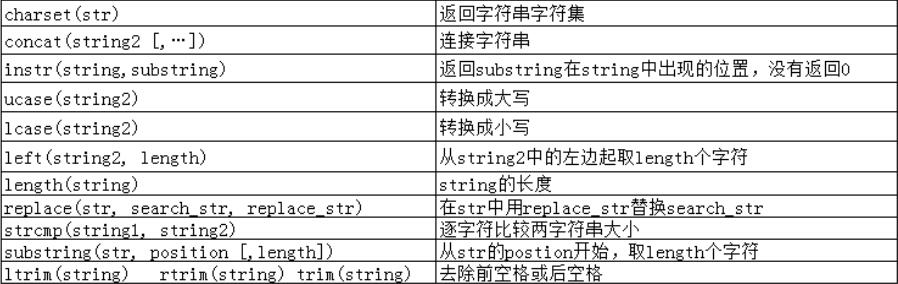 charset(str) 返回字符串字符集
concat(string2 [,…]) 连接字符串
instr(string,substring) 返回substring在string中出现的位置，没有返回0
ucase(string2) 转换成大写
lcase(string2) 转换成小写
left(string2, length) 从string2中的左边起取length个字符
length(string) string的长度
replace(str, search_str, replace_str) 在str中用replace_str替换search_str
strcmp(string1, string2) 逐字符比较两字符串大小
substring(str, position [,length]) 从str的postion开始，取length个字符
ltrim(string) rtrim(string) trim(string) 去除前空格或后空格